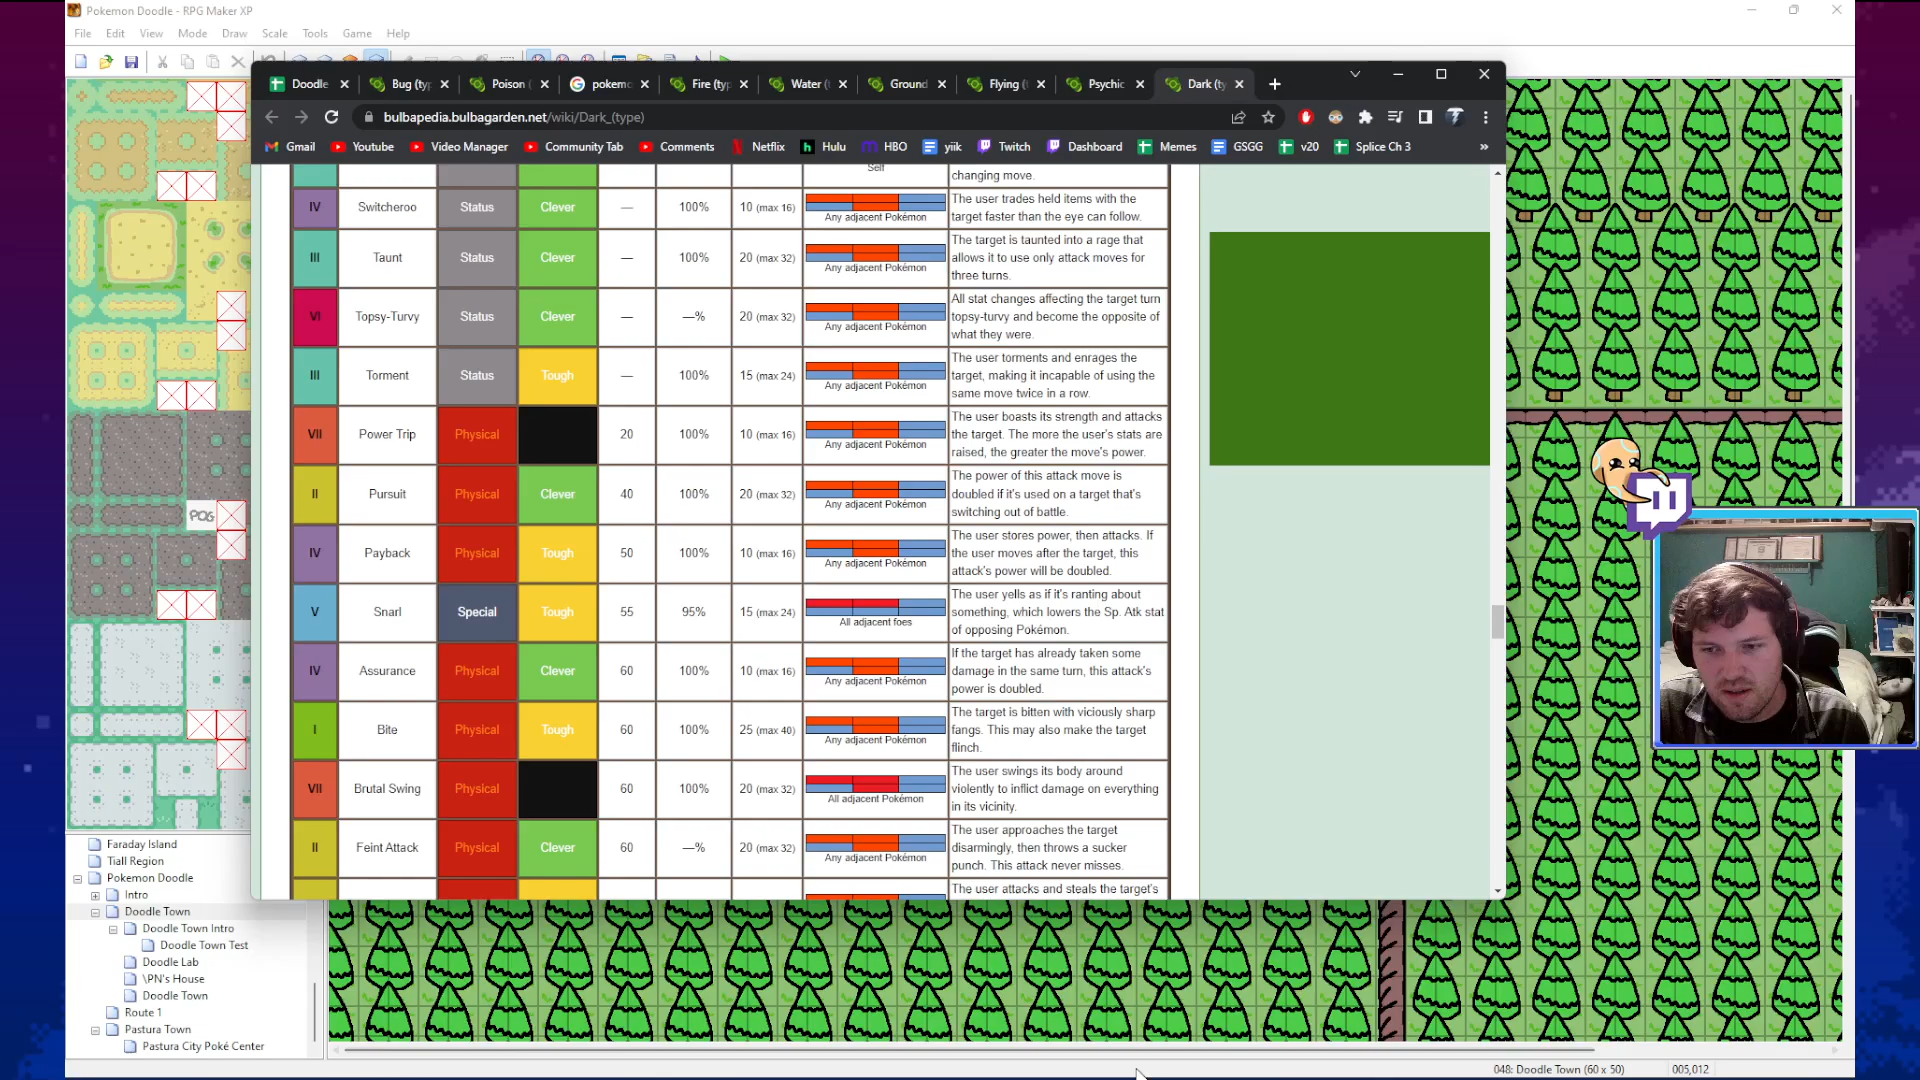 Pokemon Doodle - RPG Maker XP
File Edit View Mode Draw Scale Tools Game Help
Doodle Bug (typ Poison ( pokemo Fire (typ Water (t Ground Flying (t Psychic Dark (ty
bulbapedia.bulbagarden.net/wiki/Dark_(type)
Gmail Youtube Video Manager Community Tab Comments Netflix Hulu HBO yiik Twitch Dashboard Memes GSGG v20 Splice Ch 3 »
Self
changing move.
IV Switcheroo Status Clever — 100% 10 (max 16) Any adjacent Pokémon
The user trades held items with the
target faster than the eye can follow.
III Taunt Status Clever — 100% 20 (max 32) Any adjacent Pokémon
The target is taunted into a rage that
allows it to use only attack moves for
three turns.
VI Topsy-Turvy Status Clever — —% 20 (max 32) Any adjacent Pokémon
All stat changes affecting the target turn
topsy-turvy and become the opposite of
what they were.
III Torment Status Tough — 100% 15 (max 24) Any adjacent Pokémon
The user torments and enrages the
target, making it incapable of using the
same move twice in a row.
VII Power Trip Physical 20 100% 10 (max 16) Any adjacent Pokémon
The user boasts its strength and attacks
the target. The more the user's stats are
raised, the greater the move's power.
II Pursuit Physical Clever 40 100% 20 (max 32) Any adjacent Pokémon
The power of this attack move is
doubled if it's used on a target that's
switching out of battle.
IV Payback Physical Tough 50 100% 10 (max 16) Any adjacent Pokémon
The user stores power, then attacks. If
the user moves after the target, this
attack's power will be doubled.
V Snarl Special Tough 55 95% 15 (max 24) All adjacent foes
The user yells as if it's ranting about
something, which lowers the Sp. Atk stat
of opposing Pokémon.
IV Assurance Physical Clever 60 100% 10 (max 16) Any adjacent Pokémon
If the target has already taken some
damage in the same turn, this attack's
power is doubled.
I Bite Physical Tough 60 100% 25 (max 40) Any adjacent Pokémon
The target is bitten with viciously sharp
fangs. This may also make the target
flinch.
VII Brutal Swing Physical 60 100% 20 (max 32) All adjacent Pokémon
The user swings its body around
violently to inflict damage on everything
in its vicinity.
II Feint Attack Physical Clever 60 —% 20 (max 32) Any adjacent Pokémon
The user approaches the target
disarmingly, then throws a sucker
punch. This attack never misses.
The user attacks and steals the target's
POG
Faraday Island
Tiall Region
Pokemon Doodle
Intro
Doodle Town
Doodle Town Intro
Doodle Town Test
Doodle Lab
\PN's House
Doodle Town
Route 1
Pastura Town
Pastura City Poké Center
048: Doodle Town (60 x 50) 005,012